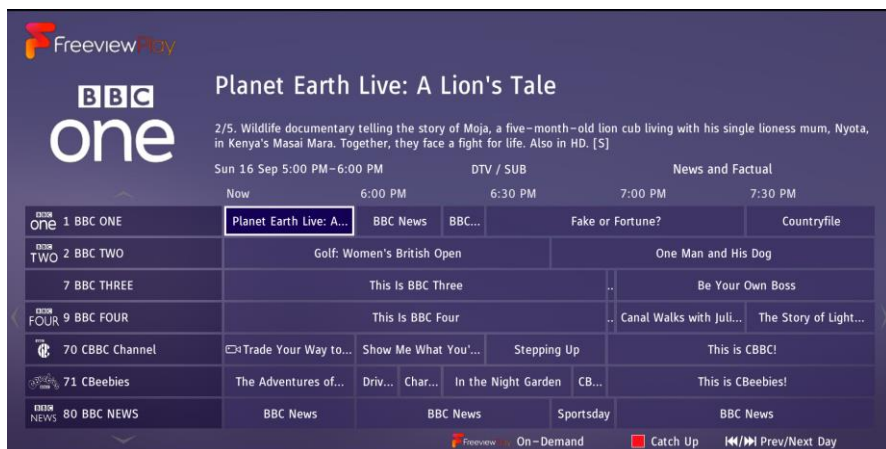 Freeview Play
BBC
one
Planet Earth Live: A Lion's Tale
2/5. Wildlife documentary telling the story of Moja, a five-month-old lion cub living with his single lioness mum, Nyota,
in Kenya's Masai Mara. Together, they face a fight for life. Also in HD. [S]
Sun 16 Sep 5:00 PM-6:00 PM DTV / SUB News and Factual
Now 6:00 PM 6:30 PM 7:00 PM 7:30 PM
BBC one 1 BBC ONE Planet Earth Live: A... BBC News BBC... Fake or Fortune? Countryfile
BBC TWO 2 BBC TWO Golf: Women's British Open One Man and His Dog
7 BBC THREE This Is BBC Three .. Be Your Own Boss
BBC FOUR 9 BBC FOUR This Is BBC Four .. Canal Walks with Juli... The Story of Light...
70 CBBC Channel Trade Your Way to... Show Me What You'... Stepping Up This is CBBC!
71 CBeebies The Adventures of... Driv... Char... In the Night Garden CB... This is CBeebies!
BBC NEWS 80 BBC NEWS BBC News BBC News Sportsday BBC News
Freeview Play On-Demand Catch Up Prev/Next Day